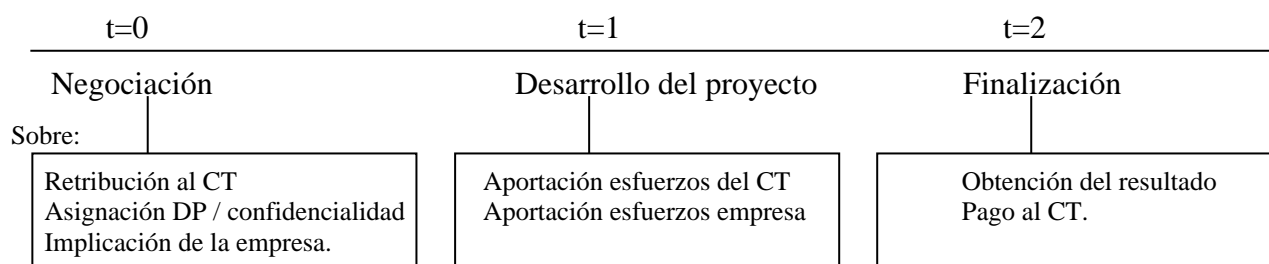 t=0 t=1 t=2
Negociación Desarrollo del proyecto Finalización
Sobre:
Retribución al CT
Asignación DP / confidencialidad
Implicación de la empresa.
Aportación esfuerzos del CT
Aportación esfuerzos empresa
Obtención del resultado
Pago al CT.